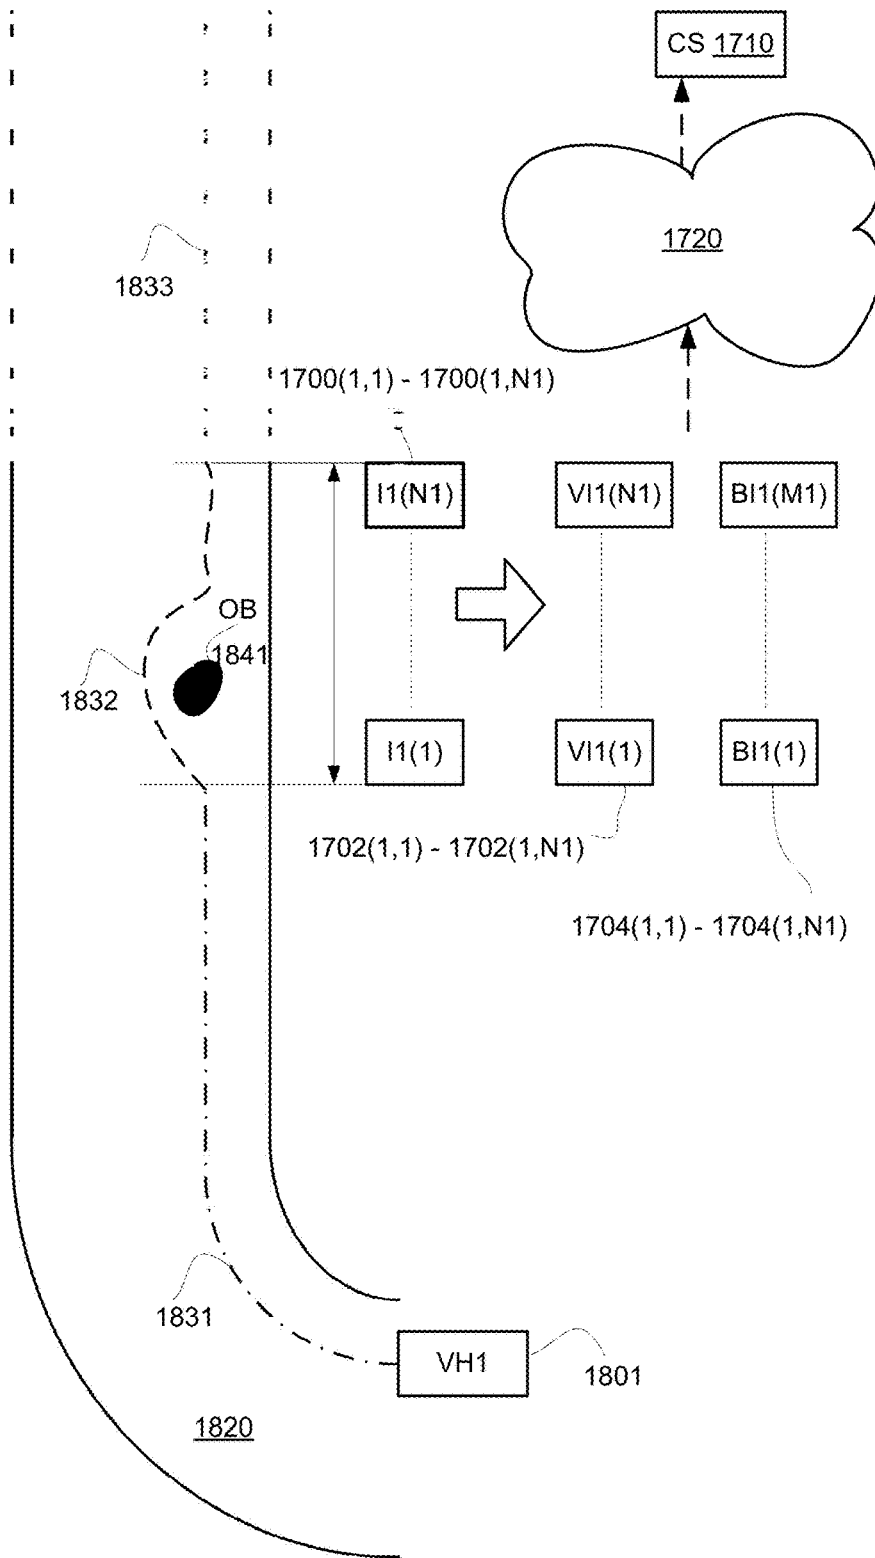 CS 1710
1720
1833
1700(1,1) - 1700(1,N1)
I1(N1)
VI1(N1)
BI1(M1)
OB
1841
1832
I1(1)
VI1(1)
BI1(1)
1702(1,1) - 1702(1,N1)
1704(1,1) - 1704(1,N1)
1831
VH1
1801
1820